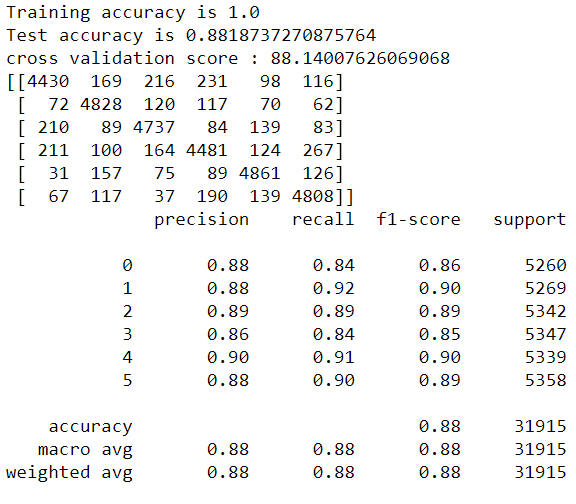 Training accuracy is 1.0
Test accuracy is 0.8818737270875764
cross validation score : 88.14007626069068
[[4430  169  216  231   98  116]
 [  72 4828  120  117   70   62]
 [ 210   89 4737   84  139   83]
 [ 211  100  164 4481  124  267]
 [  31  157   75   89 4861  126]
 [  67  117   37  190  139 4808]]
              precision    recall  f1-score   support

           0       0.88      0.84      0.86      5260
           1       0.88      0.92      0.90      5269
           2       0.89      0.89      0.89      5342
           3       0.86      0.84      0.85      5347
           4       0.90      0.91      0.90      5339
           5       0.88      0.90      0.89      5358

    accuracy                           0.88     31915
   macro avg       0.88      0.88      0.88     31915
weighted avg       0.88      0.88      0.88     31915